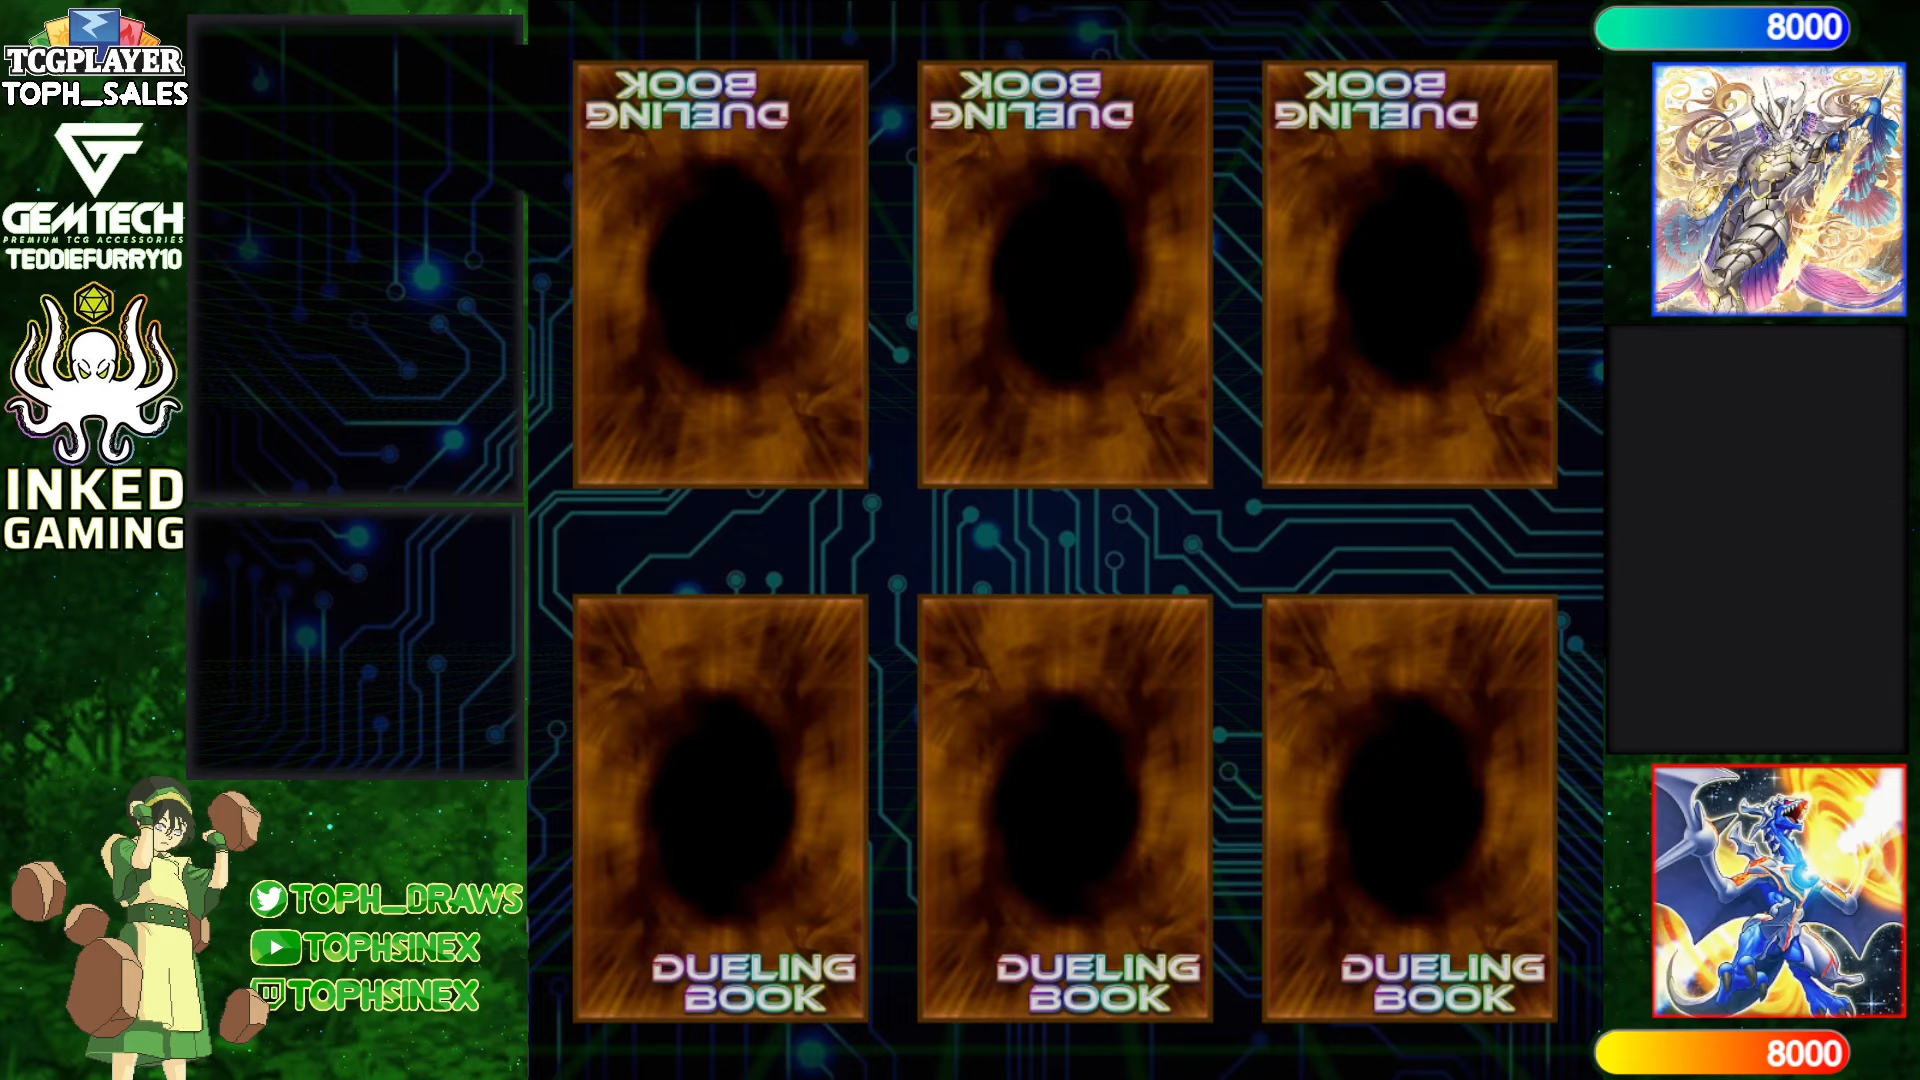 TCGPLAYER
TOPH_SALES
GEMTECH
PREMIUM TCG ACCESSORIES
TEDDIEFURRY10
INKED
GAMING
TOPH_DRAWS
TOPHSINEX
TOPHSINEX
DUELING
BOOK
DUELING
BOOK
DUELING
BOOK
DUELING
BOOK
DUELING
BOOK
DUELING
BOOK
8000
8000